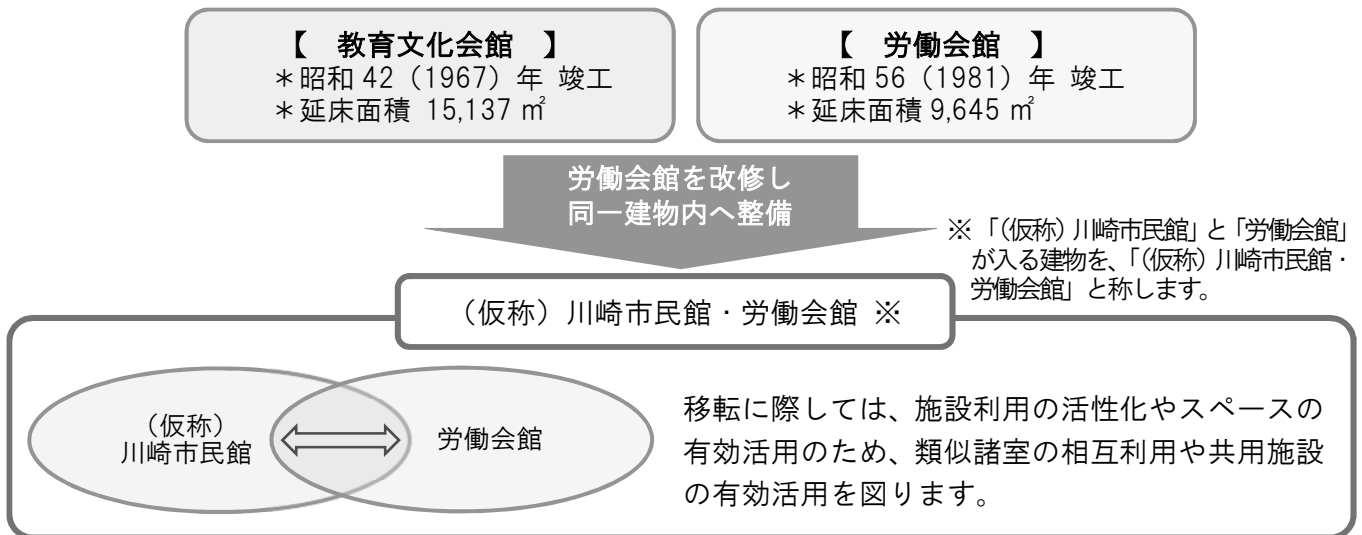 【 教育文化会館 】
＊昭和 42（1967）年 竣工
＊延床面積 15,137 ㎡
【 労働会館 】
＊昭和 56（1981）年 竣工
＊延床面積 9,645 ㎡
労働会館を改修し
同一建物内へ整備
※ 「（仮称）川崎市民館」と「労働会館」
が入る建物を、「（仮称）川崎市民館・
労働会館」と称します。
（仮称）川崎市民館・労働会館 ※
（仮称）
川崎市民館
労働会館
移転に際しては、施設利用の活性化やスペースの
有効活用のため、類似諸室の相互利用や共用施設
の有効活用を図ります。